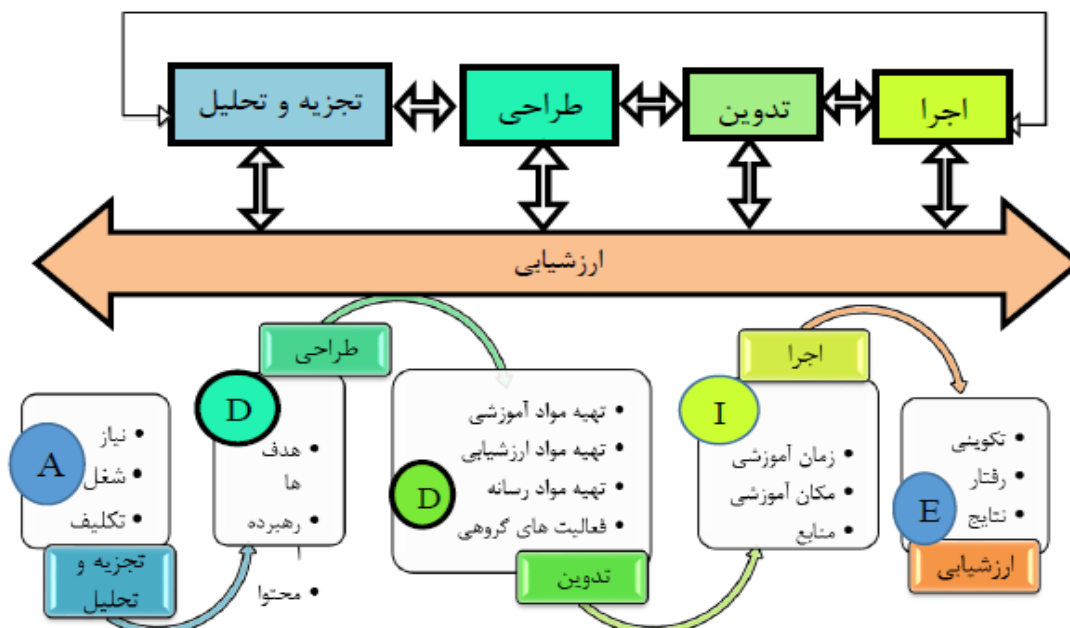 تجزیه و تحلیل
طراحی
تدوین
اجرا
ارزشیابی
A
نیاز
شغل
تکلیف
تجزیه و
تحلیل
طراحی
D
هدف
ها
رهبرده
محتوا
D
تهیه مواد آموزشی
تهیه مواد ارزشیابی
تهیه مواد رسانه
فعالیت های گروهی
تدوین
اجرا
I
زمان آموزشی
مکان آموزشی
منابع
E
تکوینی
رفتار
نتایج
ارزشیابی